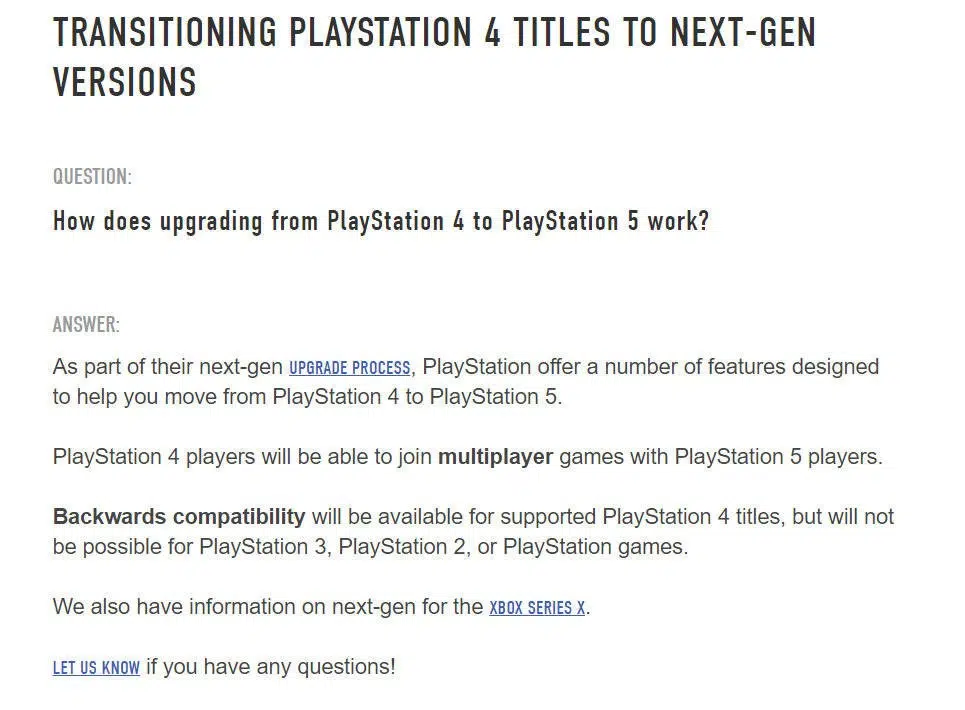 TRANSITIONING PLAYSTATION 4 TITLES TO NEXT-GEN
VERSIONS
QUESTION:
How does upgrading from PlayStation 4 to PlayStation 5 work?
ANSWER:
As part of their next-gen UPGRADE PROCESS, PlayStation offer a number of features designed
to help you move from PlayStation 4 to PlayStation 5.
PlayStation 4 players will be able to join multiplayer games with PlayStation 5 players.
Backwards compatibility will be available for supported PlayStation 4 titles, but will not
be possible for PlayStation 3, PlayStation 2, or PlayStation games.
We also have information on next-gen for the XBOX SERIES X.
LET US KNOW if you have any questions!